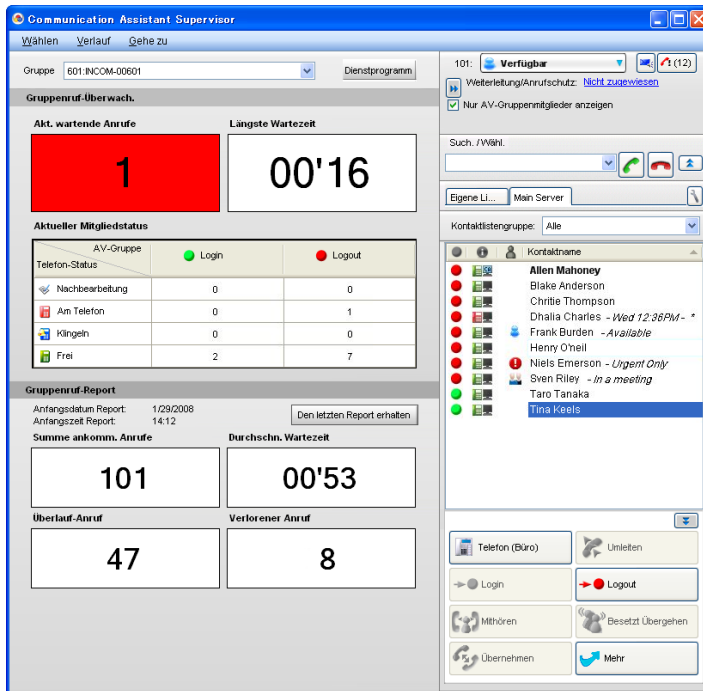 Communication Assistant Supervisor
Wählen Verlauf Gehe zu
Gruppe 601:INCOM-00601 Dienstprogramm
Gruppenruf-Überwach.
Akt. wartende Anrufe Längste Wartezeit
1 00'16
Aktueller Mitgliedstatus
AV-Gruppe
Telefon-Status Login Logout
Nachbearbeitung 0 0
Am Telefon 0 1
Klingeln 0 0
Frei 2 7
Gruppenruf-Report
Anfangsdatum Report: 1/29/2008
Anfangszeit Report: 14:12
Den letzten Report erhalten
Summe ankomm. Anrufe Durchschn. Wartezeit
101 00'53
Überlauf-Anruf Verlorener Anruf
47 8
101: Verfügbar (12)
Weiterleitung/Anrufschutz: Nicht zugewiesen
Nur AV-Gruppenmitglieder anzeigen
Such. /Wähl.
Eigene Li... Main Server
Kontaktlistengruppe: Alle
Kontaktname
Allen Mahoney
Blake Anderson
Chritie Thompson
Dhalia Charles - Wed 12:36PM- *
Frank Burden - Available
Henry O'neil
Niels Emerson - Urgent Only
Sven Riley - In a meeting
Taro Tanaka
Tina Keels
Telefon (Büro) Umleiten
Login Logout
Mithören Besetzt Übergehen
Übernehmen Mehr